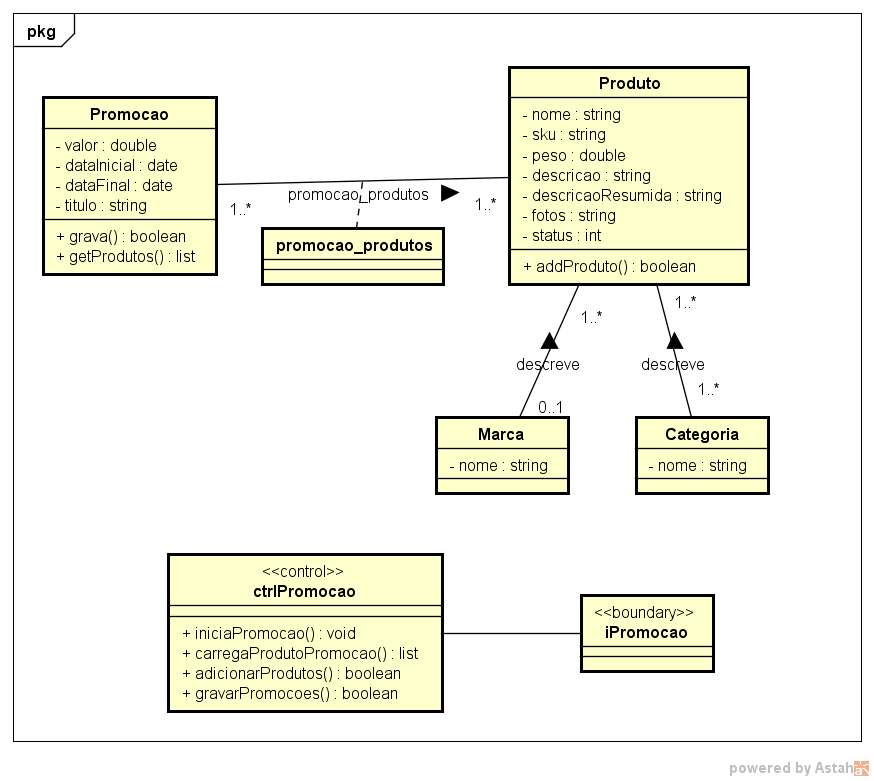 pkg
Promocao
- valor : double
- dataInicial : date
- dataFinal : date
- titulo : string
+ grava() : boolean
+ getProdutos() : list
1..*
promocao_produtos
1..*
promocao_produtos
Produto
- nome : string
- sku : string
- peso : double
- descricao : string
- descricaoResumida : string
- fotos : string
- status : int
+ addProduto() : boolean
1..*
1..*
descreve
descreve
0..1
1..*
Marca
- nome : string
Categoria
- nome : string
<<control>>
ctrlPromocao
+ iniciaPromocao() : void
+ carregaProdutoPromocao() : list
+ adicionarProdutos() : boolean
+ gravarPromocoes() : boolean
<<boundary>>
iPromocao
powered by Astah